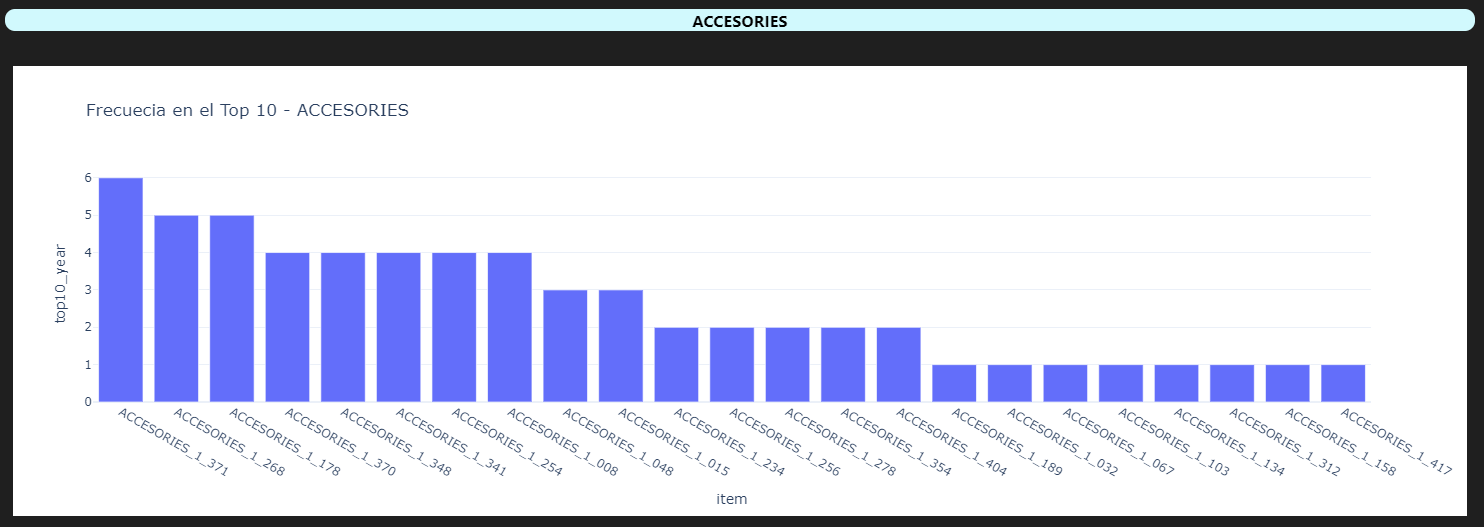 ACCESORIES
Frecuecia en el Top 10 - ACCESORIES
6
5
4
3
2
1
0
top10_year
ACCESORIES_1_371
ACCESORIES_1_268
ACCESORIES_1_178
ACCESORIES_1_370
ACCESORIES_1_348
ACCESORIES_1_341
ACCESORIES_1_254
ACCESORIES_1_008
ACCESORIES_1_048
ACCESORIES_1_015
ACCESORIES_1_234
ACCESORIES_1_256
ACCESORIES_1_278
ACCESORIES_1_354
ACCESORIES_1_404
ACCESORIES_1_189
ACCESORIES_1_032
ACCESORIES_1_067
ACCESORIES_1_103
ACCESORIES_1_134
ACCESORIES_1_312
ACCESORIES_1_158
ACCESORIES_1_417
item